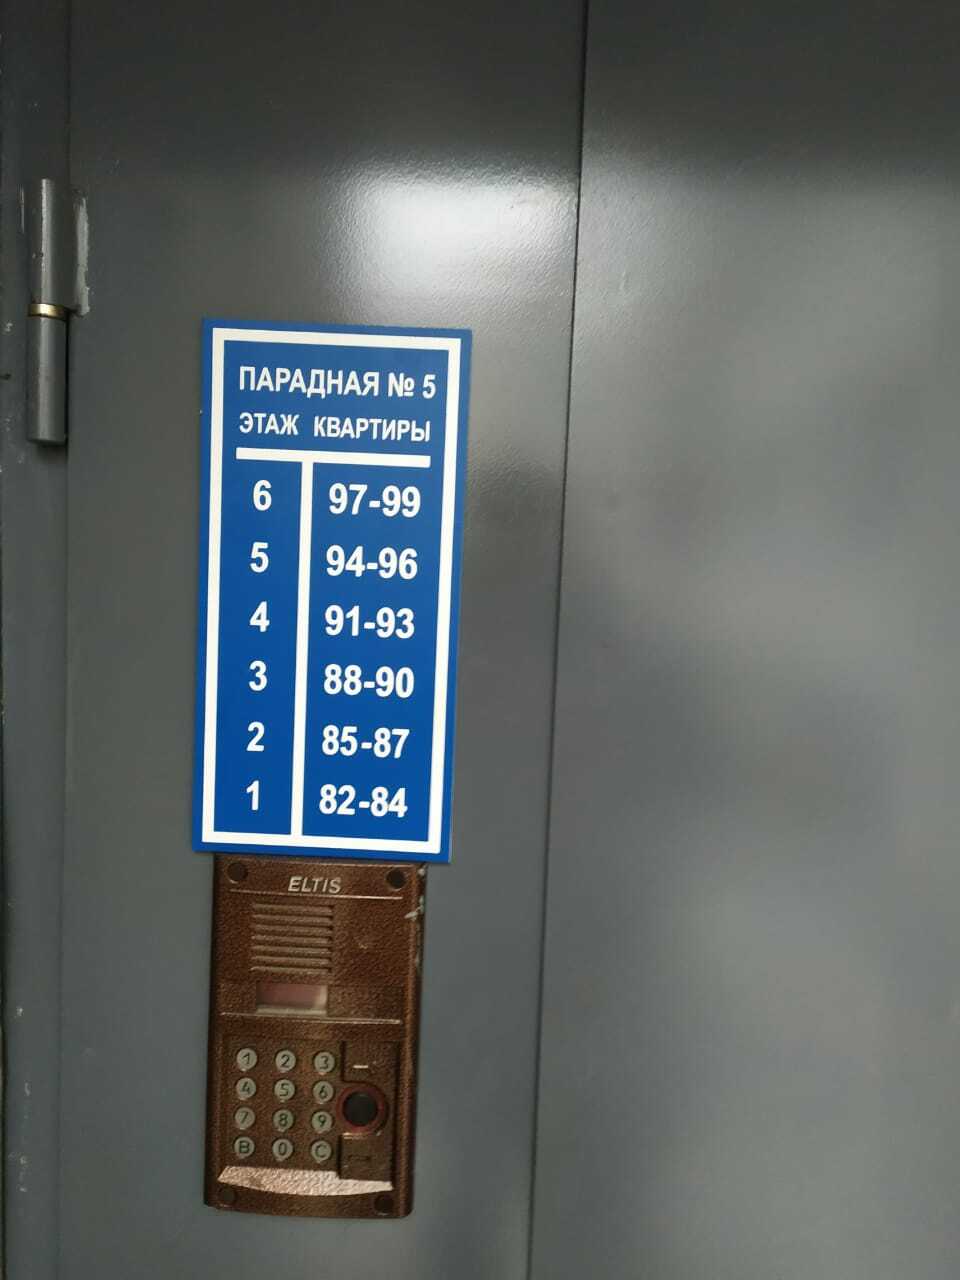 ПАРАДНАЯ № 5
ЭТАЖ КВАРТИРЫ
6 97-99
5 94-96
4 91-93
3 88-90
2 85-87
1 82-84
ELTIS
1 2 3
4 5 6
7 8 9
B 0 C